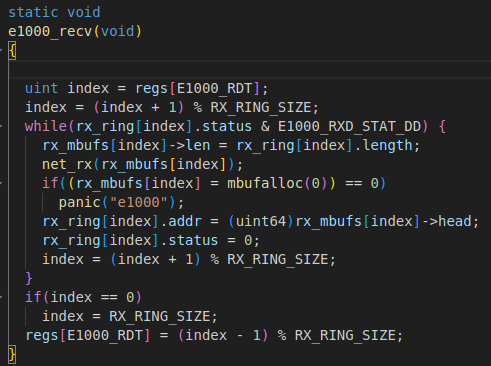 static void
e1000_recv(void)
{
  uint index = regs[E1000_RDT];
  index = (index + 1) % RX_RING_SIZE;
  while(rx_ring[index].status & E1000_RXD_STAT_DD) {
    rx_mbufs[index]->len = rx_ring[index].length;
    net_rx(rx_mbufs[index]);
    if((rx_mbufs[index] = mbufalloc(0)) == 0)
      panic("e1000");
    rx_ring[index].addr = (uint64)rx_mbufs[index]->head;
    rx_ring[index].status = 0;
    index = (index + 1) % RX_RING_SIZE;
  }
  if(index == 0)
    index = RX_RING_SIZE;
  regs[E1000_RDT] = (index - 1) % RX_RING_SIZE;
}